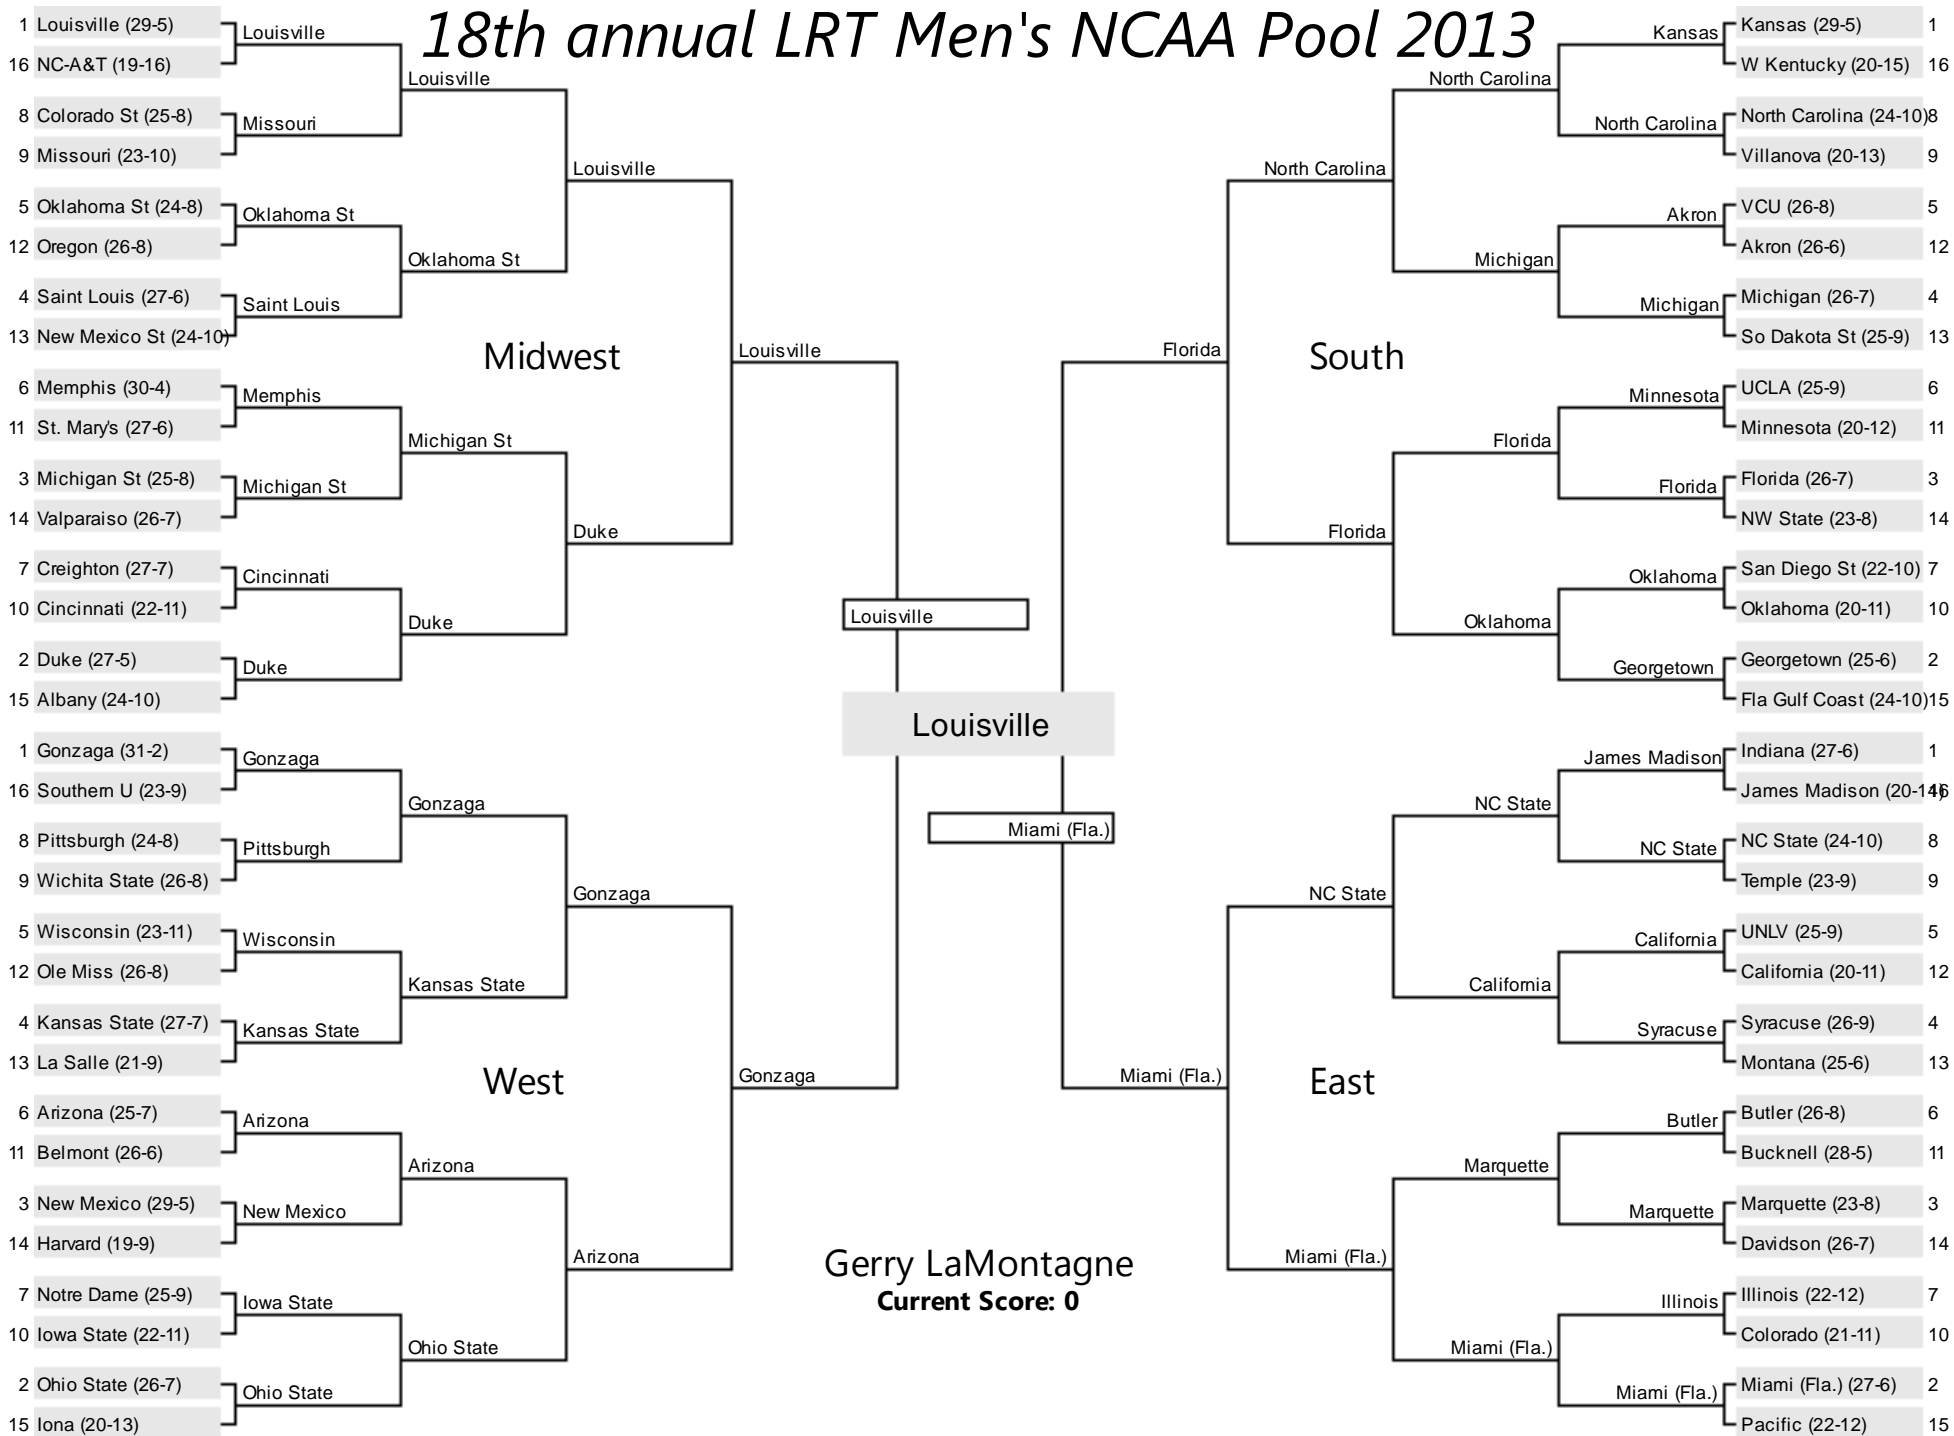 18th annual LRT Men's NCAA Pool 2013
1 Louisville (29-5)
16 NC-A&T (19-16)
8 Colorado St (25-8)
9 Missouri (23-10)
5 Oklahoma St (24-8)
12 Oregon (26-8)
4 Saint Louis (27-6)
13 New Mexico St (24-10)
6 Memphis (30-4)
11 St. Mary's (27-6)
3 Michigan St (25-8)
14 Valparaiso (26-7)
7 Creighton (27-7)
10 Cincinnati (22-11)
2 Duke (27-5)
15 Albany (24-10)
Louisville
Missouri
Oklahoma St
Saint Louis
Memphis
Michigan St
Cincinnati
Duke
Louisville
Oklahoma St
Michigan St
Duke
Louisville
Duke
Midwest
Louisville
1 Gonzaga (31-2)
16 Southern U (23-9)
8 Pittsburgh (24-8)
9 Wichita State (26-8)
5 Wisconsin (23-11)
12 Ole Miss (26-8)
4 Kansas State (27-7)
13 La Salle (21-9)
6 Arizona (25-7)
11 Belmont (26-6)
3 New Mexico (29-5)
14 Harvard (19-9)
7 Notre Dame (25-9)
10 Iowa State (22-11)
2 Ohio State (26-7)
15 Iona (20-13)
Gonzaga
Pittsburgh
Wisconsin
Kansas State
Arizona
New Mexico
Iowa State
Ohio State
Gonzaga
Kansas State
Arizona
Ohio State
Gonzaga
Arizona
West
Gonzaga
Louisville
Louisville
Miami (Fla.)
Gerry LaMontagne
Current Score: 0
Kansas (29-5) 1
W Kentucky (20-15) 16
North Carolina (24-10) 8
Villanova (20-13) 9
VCU (26-8) 5
Akron (26-6) 12
Michigan (26-7) 4
So Dakota St (25-9) 13
UCLA (25-9) 6
Minnesota (20-12) 11
Florida (26-7) 3
NW State (23-8) 14
San Diego St (22-10) 7
Oklahoma (20-11) 10
Georgetown (25-6) 2
Fla Gulf Coast (24-10) 15
Kansas
North Carolina
Akron
Michigan
Minnesota
Florida
Oklahoma
Georgetown
North Carolina
Michigan
Florida
Oklahoma
North Carolina
Florida
South
Florida
Indiana (27-6) 1
James Madison (20-14) 16
NC State (24-10) 8
Temple (23-9) 9
UNLV (25-9) 5
California (20-11) 12
Syracuse (26-9) 4
Montana (25-6) 13
Butler (26-8) 6
Bucknell (28-5) 11
Marquette (23-8) 3
Davidson (26-7) 14
Illinois (22-12) 7
Colorado (21-11) 10
Miami (Fla.) (27-6) 2
Pacific (22-12) 15
James Madison
NC State
California
Syracuse
Butler
Marquette
Illinois
Miami (Fla.)
NC State
California
Marquette
Miami (Fla.)
NC State
Miami (Fla.)
East
Miami (Fla.)